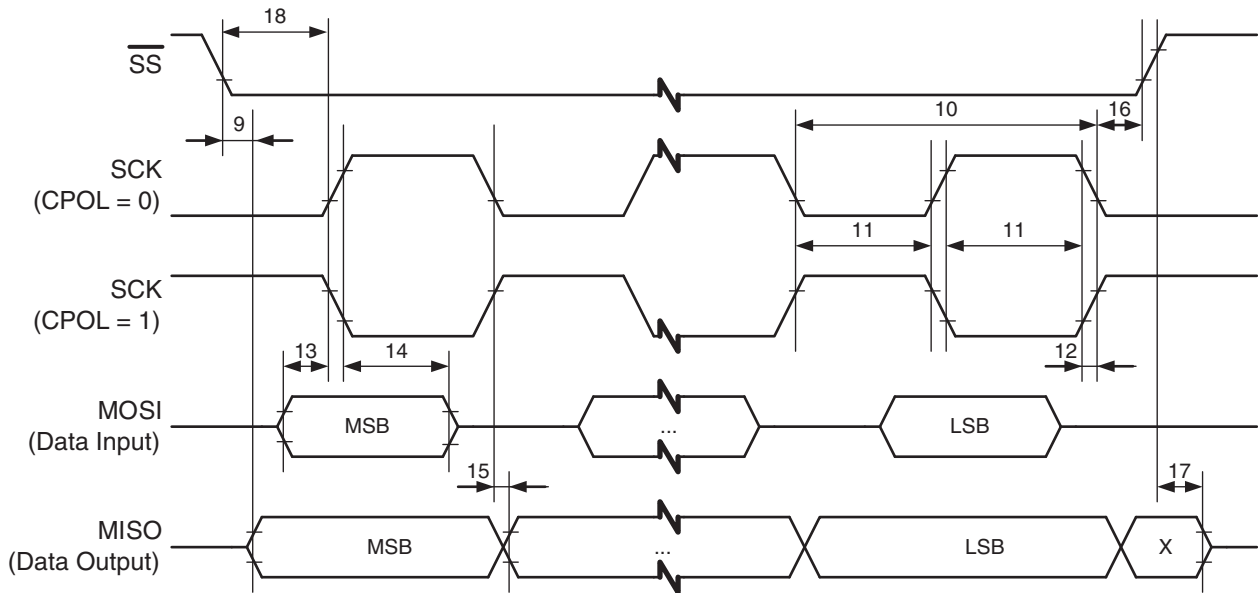 18
SS
9
10
16
SCK
(CPOL = 0)
11
11
SCK
(CPOL = 1)
13
14
12
MOSI
(Data Input)
MSB
...
LSB
15
17
MISO
(Data Output)
MSB
...
LSB
X